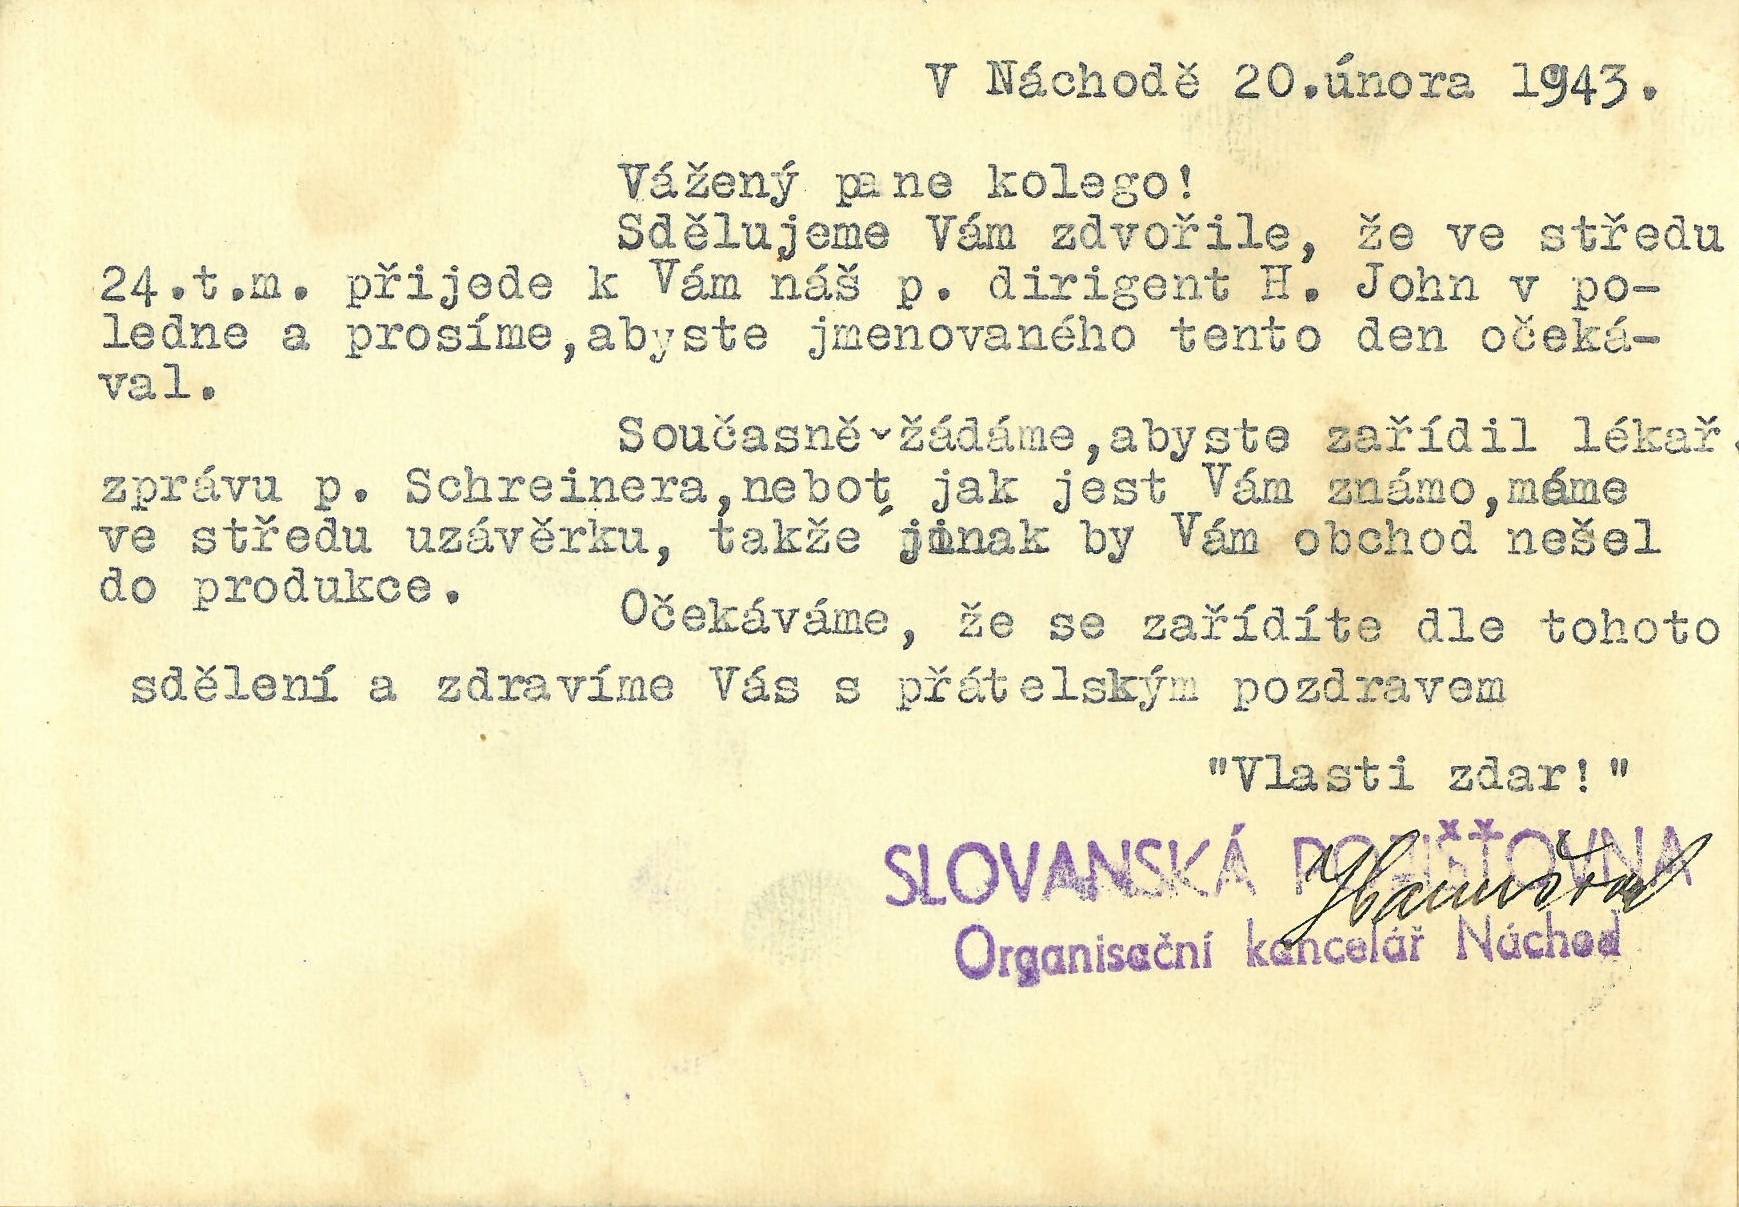 V Náchodě 20.února 1943.
Vážený pane kolego!
Sdělujeme Vám zdvořile, že ve středu
24.t.m. přijede k Vám náš p. dirigent H. John v po-
ledne a prosíme,abyste jmenovaného tento den očeká-
val.
Současně žádáme,abyste zařídil lékař.
zprávu p. Schreinera,neboť jak jest Vám známo,máme
ve středu uzávěrku, takže jinak by Vám obchod nešel
do produkce.
Očekáváme, že se zařídíte dle tohoto
sdělení a zdravíme Vás s přátelským pozdravem
"Vlasti zdar!"
SLOVANSKÁ POJIŠŤOVNA
Organisační kancelář Náchod